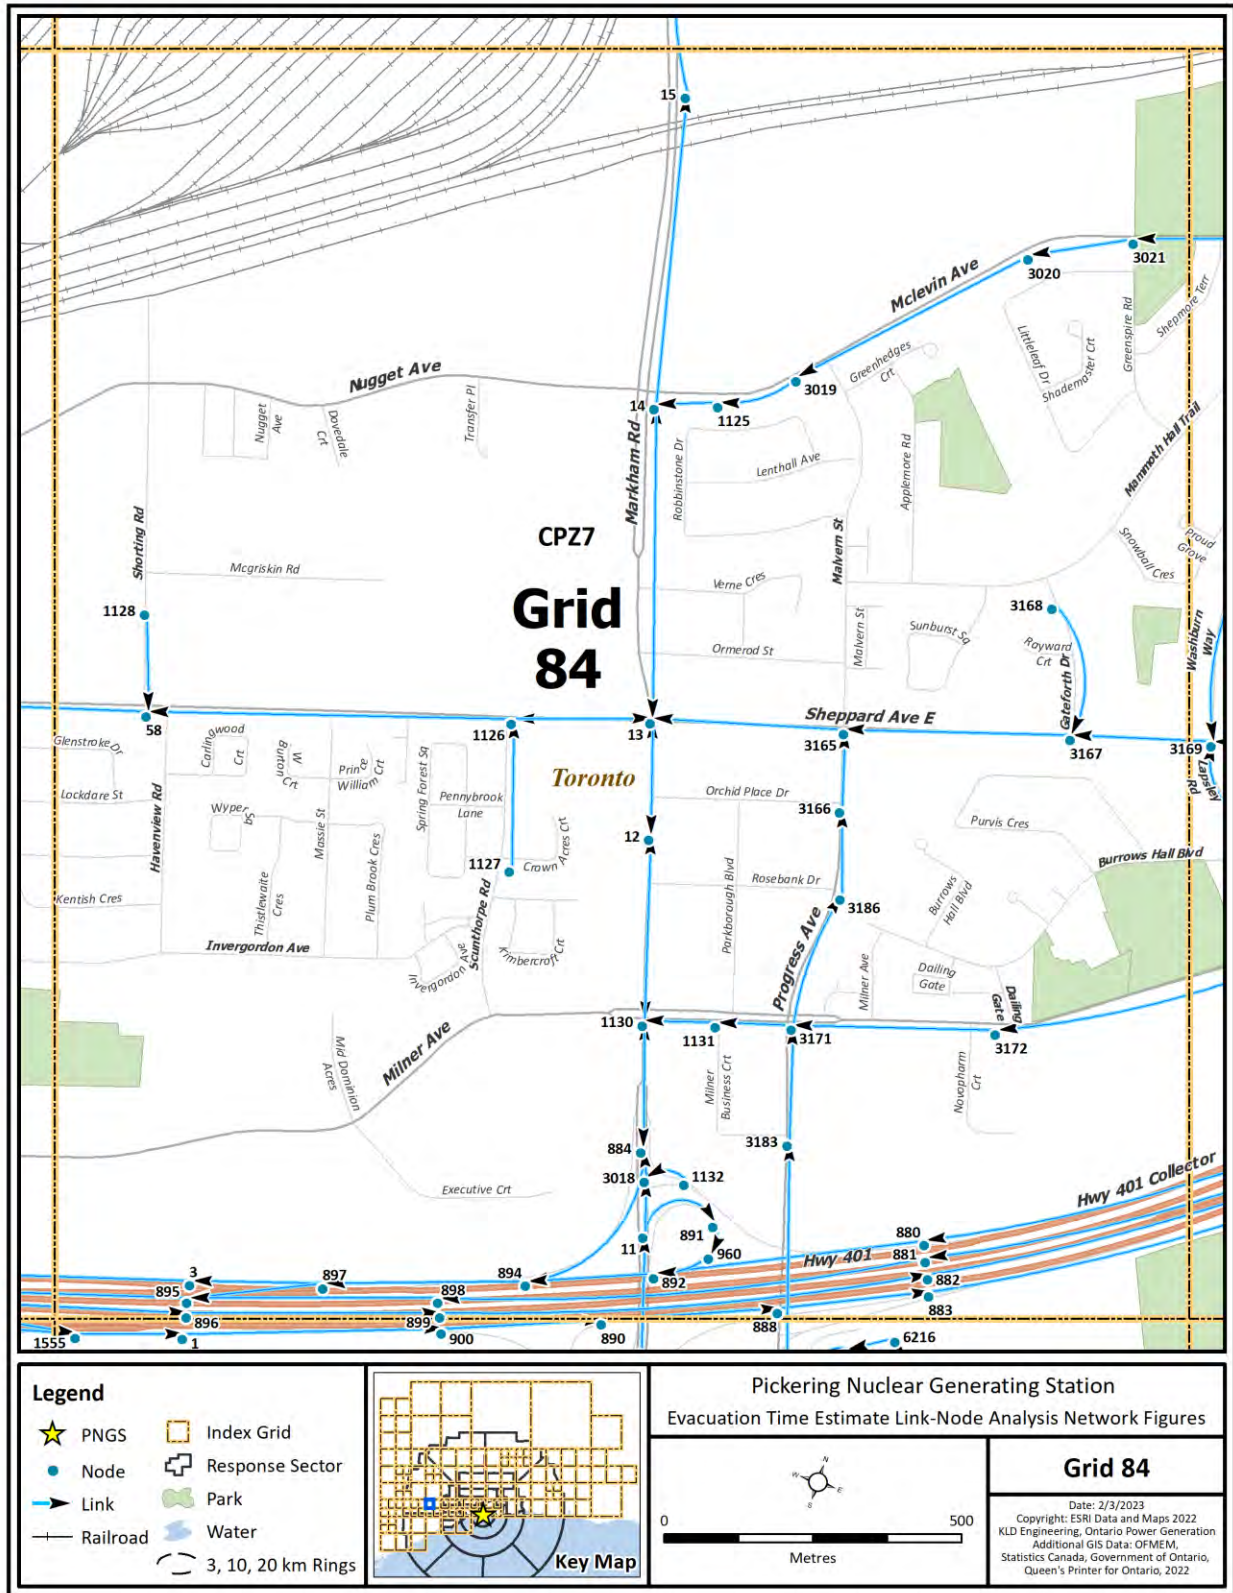 15
3021
3020
Mclevin Ave
Shepmore Terr
Greenspire Rd
Littleleaf Dr
Shademaster Crt
Greenhedges
Crt
3019
Nugget Ave
14
1125
Nugget
Ave
Dovedale
Crt
Transfer Pl
Markham Rd
Robbinstone Dr
Lenthall Ave
Applemore Rd
Mammoth Hall Trail
Shorting Rd
CPZ7
Malvern St
Snowball Cres
Proud
Grove
Mcgriskin Rd
Verne Cres
Grid
84
1128
3168
Malvern St
Sunburst Sq
Rayward
Crt
Ormerod St
Gateforth Dr
Washburn
Way
58
1126
13
Sheppard Ave E
3165
3167
3169
Glenstroke Dr
Carlingwood
Crt
W
Burton
Crt
Prince
William Crt
Spring Forest Sq
Toronto
Lapsley
Rd
Lockdare St
Pennybrook
Lane
Orchid Place Dr
3166
Wyper
Sq
Massie St
Purvis Cres
Havenview Rd
12
Plum Brook Cres
1127
Crown
Acres Crt
Burrows Hall Blvd
Thistlewaite
Cres
Kentish Cres
Scunthorpe Rd
Parkborough Blvd
Rosebank Dr
3186
Burrows
Hall Blvd
Invergordon Ave
Invergordon Ave
Kimbercroft Crt
Progress Ave
Milner Ave
Dailing
Gate
Dailing
Gate
1130
1131
3171
3172
Milner Ave
Mid Dominion
Acres
Milner
Business Crt
Novopharm
Crt
884
3183
3018
1132
Executive Crt
Hwy 401 Collector
11
891
960
880
881
Hwy 401
3
897
894
892
882
895
898
883
896
899
888
1555
1
900
890
6216
Legend
PNGS
Node
Link
Railroad
Index Grid
Response Sector
Park
Water
3, 10, 20 km Rings
Key Map
Pickering Nuclear Generating Station
Evacuation Time Estimate Link-Node Analysis Network Figures
N
W
E
S
0
500
Metres
Grid 84
Date: 2/3/2023
Copyright: ESRI Data and Maps 2022
KLD Engineering, Ontario Power Generation
Additional GIS Data: OFMEM,
Statistics Canada, Government of Ontario,
Queen's Printer for Ontario, 2022